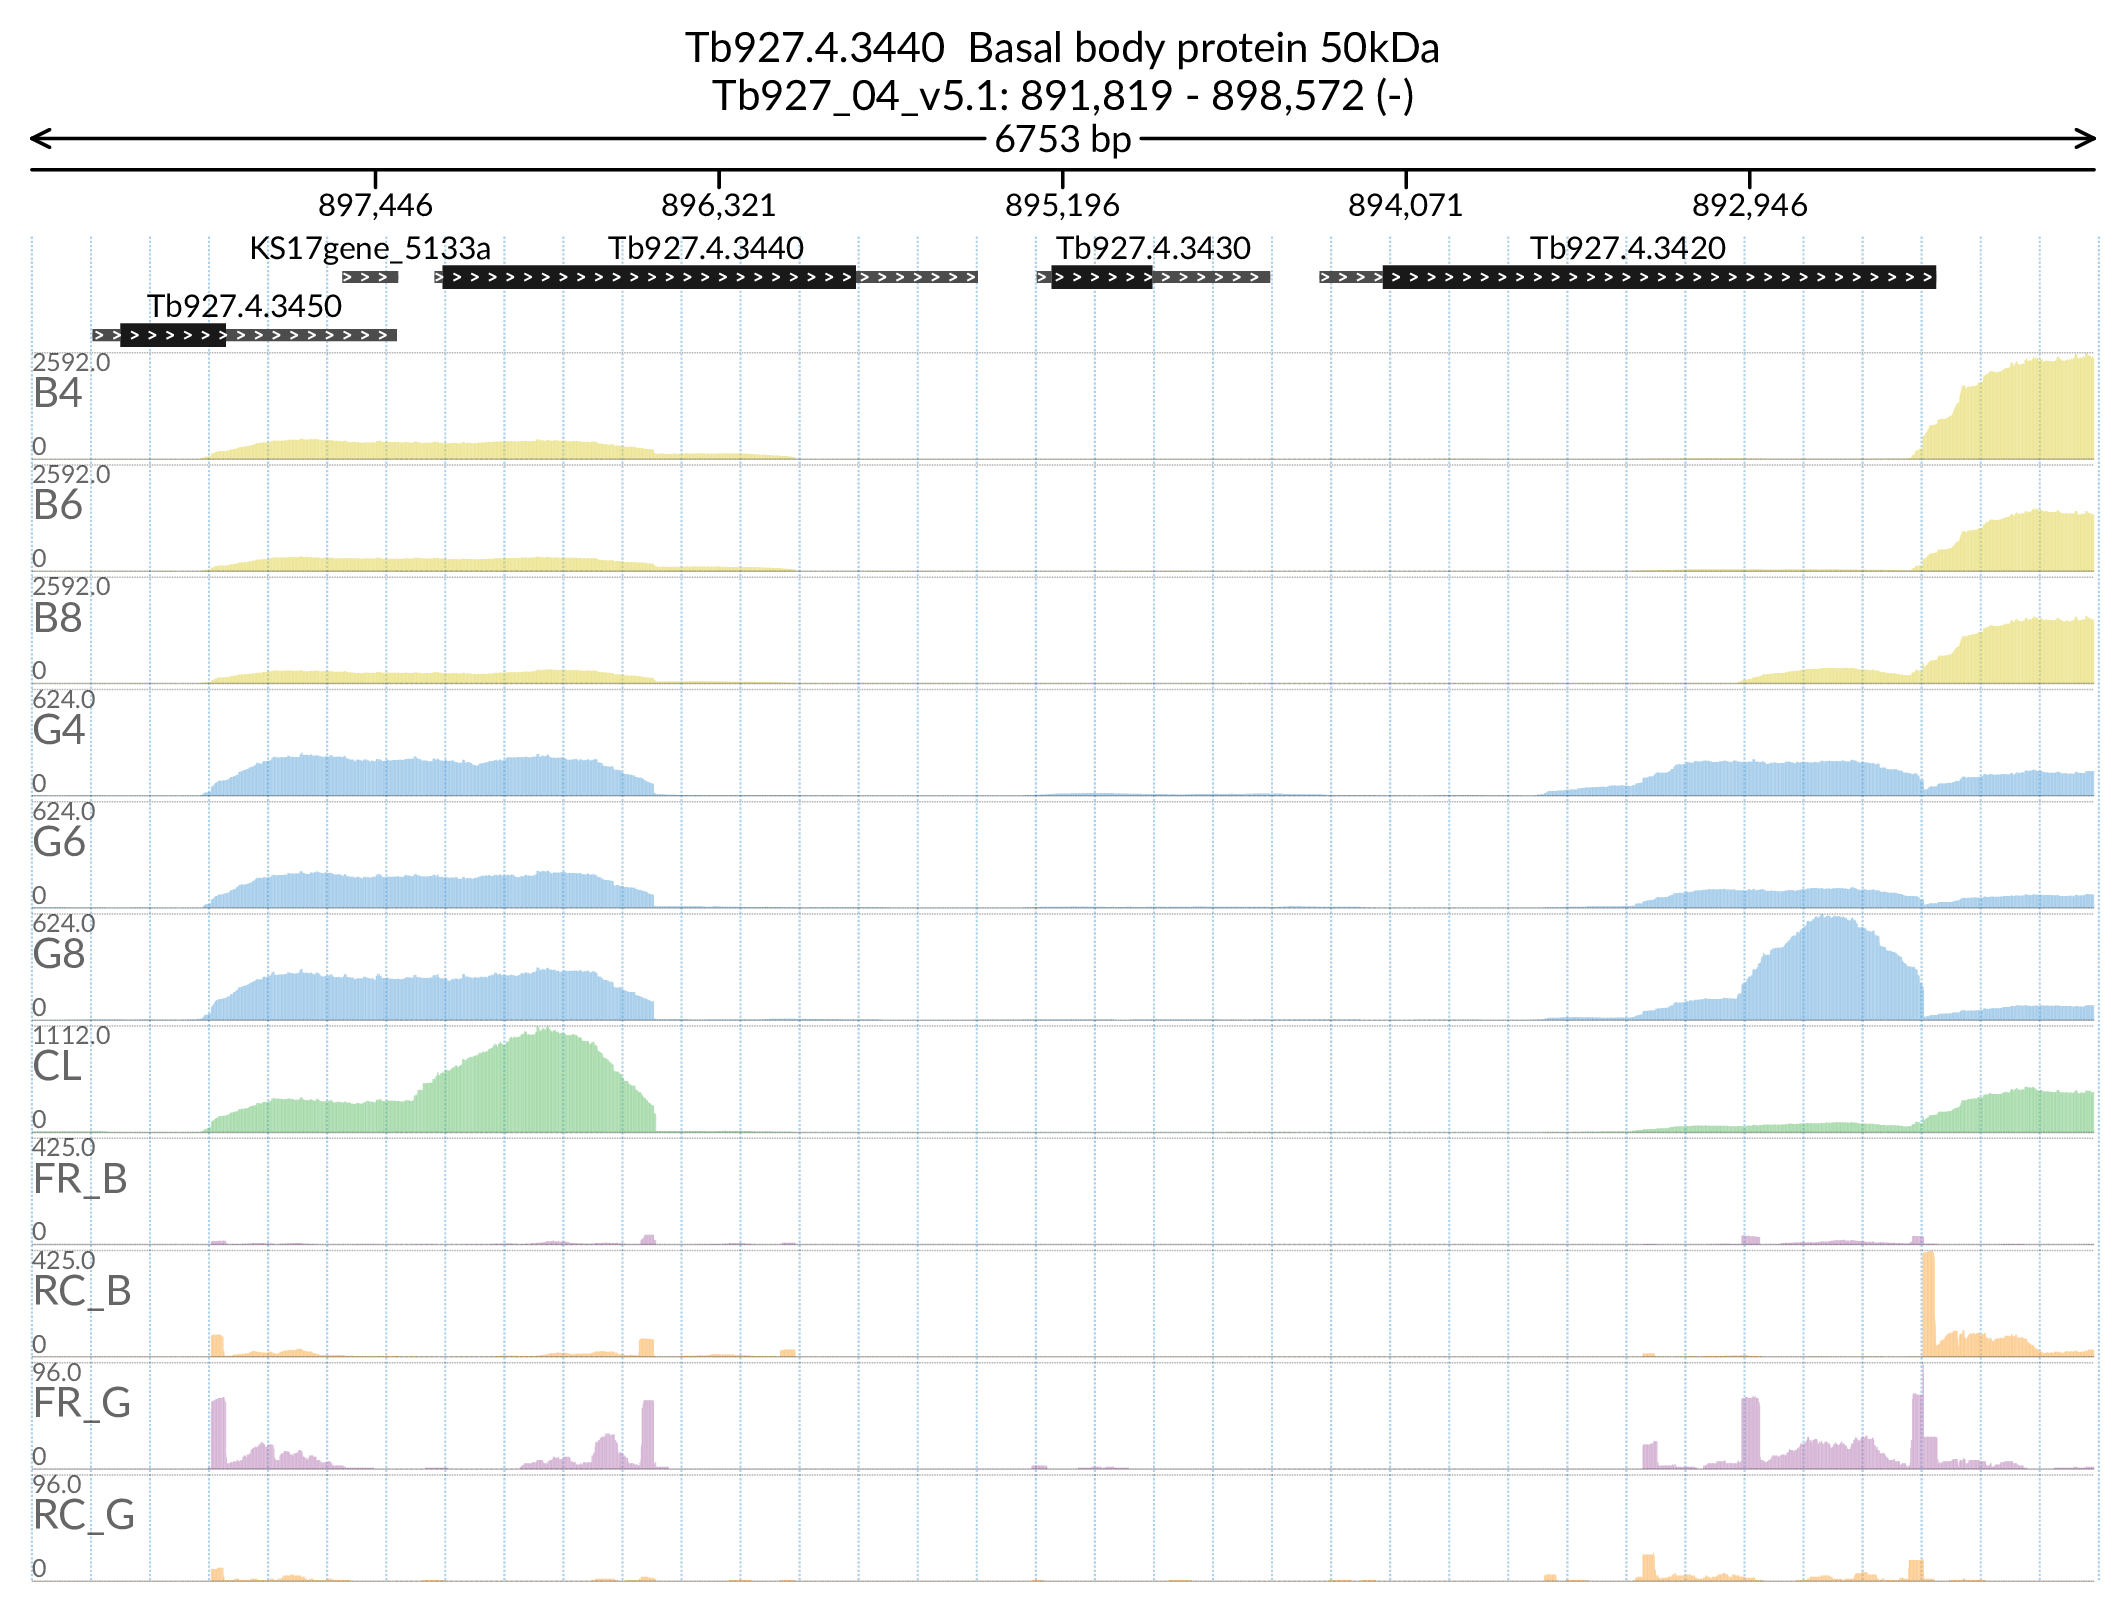 Tb927.4.3440  Basal body protein 50kDa
Tb927_04_v5.1: 891,819 - 898,572 (-)
6753 bp
897,446 896,321 895,196 894,071 892,946
KS17gene_5133a Tb927.4.3440 Tb927.4.3430 Tb927.4.3420
Tb927.4.3450
2592.0
B4
0
2592.0
B6
0
2592.0
B8
0
624.0
G4
0
624.0
G6
0
624.0
G8
0
1112.0
CL
0
425.0
FR_B
0
425.0
RC_B
0
96.0
FR_G
0
96.0
RC_G
0